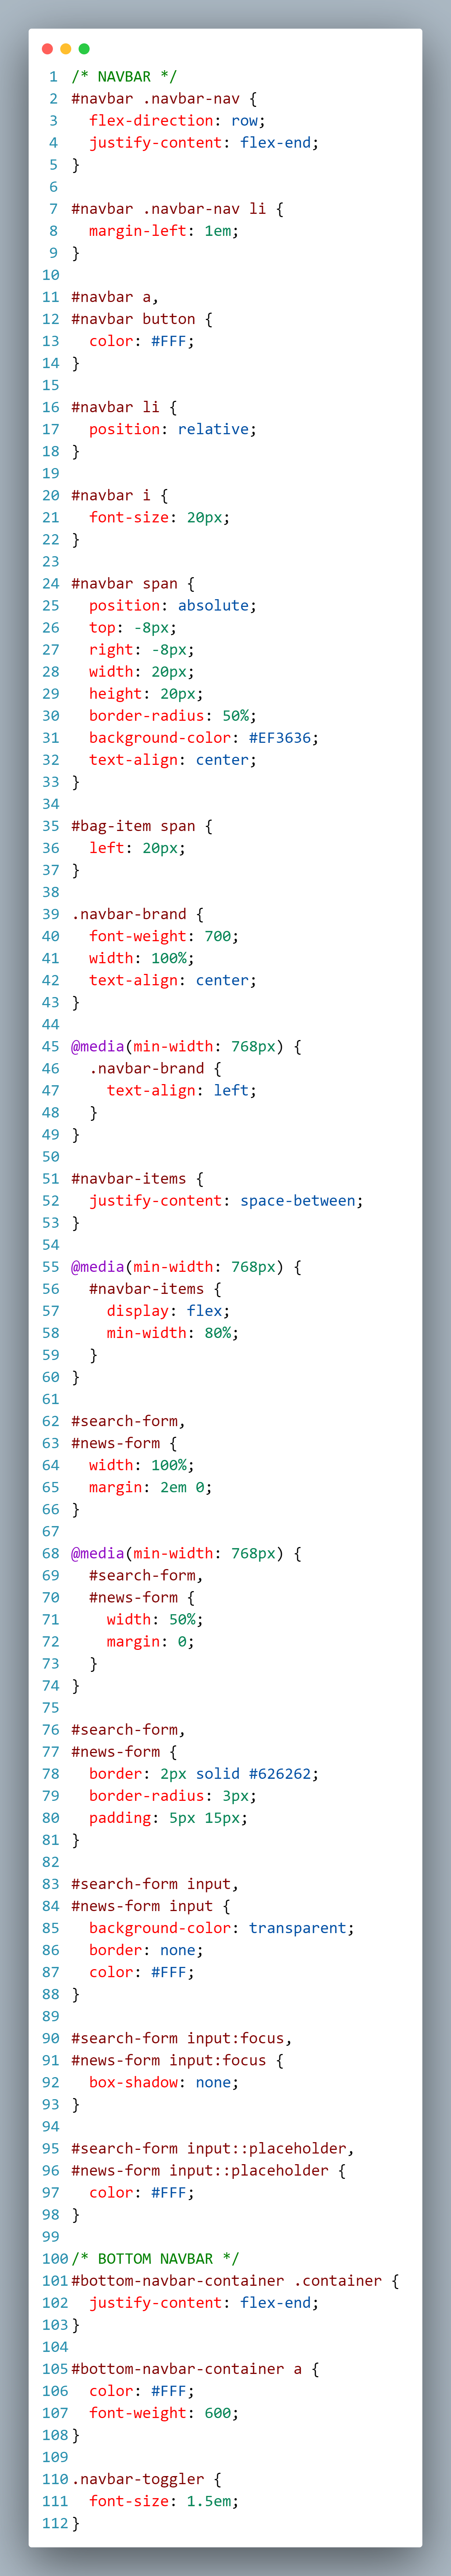 1 /* NAVBAR */
2 #navbar .navbar-nav {
3   flex-direction: row;
4   justify-content: flex-end;
5 }
6
7 #navbar .navbar-nav li {
8   margin-left: 1em;
9 }
10
11 #navbar a,
12 #navbar button {
13   color: #FFF;
14 }
15
16 #navbar li {
17   position: relative;
18 }
19
20 #navbar i {
21   font-size: 20px;
22 }
23
24 #navbar span {
25   position: absolute;
26   top: -8px;
27   right: -8px;
28   width: 20px;
29   height: 20px;
30   border-radius: 50%;
31   background-color: #EF3636;
32   text-align: center;
33 }
34
35 #bag-item span {
36   left: 20px;
37 }
38
39 .navbar-brand {
40   font-weight: 700;
41   width: 100%;
42   text-align: center;
43 }
44
45 @media(min-width: 768px) {
46   .navbar-brand {
47     text-align: left;
48   }
49 }
50
51 #navbar-items {
52   justify-content: space-between;
53 }
54
55 @media(min-width: 768px) {
56   #navbar-items {
57     display: flex;
58     min-width: 80%;
59   }
60 }
61
62 #search-form,
63 #news-form {
64   width: 100%;
65   margin: 2em 0;
66 }
67
68 @media(min-width: 768px) {
69   #search-form,
70   #news-form {
71     width: 50%;
72     margin: 0;
73   }
74 }
75
76 #search-form,
77 #news-form {
78   border: 2px solid #626262;
79   border-radius: 3px;
80   padding: 5px 15px;
81 }
82
83 #search-form input,
84 #news-form input {
85   background-color: transparent;
86   border: none;
87   color: #FFF;
88 }
89
90 #search-form input:focus,
91 #news-form input:focus {
92   box-shadow: none;
93 }
94
95 #search-form input::placeholder,
96 #news-form input::placeholder {
97   color: #FFF;
98 }
99
100 /* BOTTOM NAVBAR */
101 #bottom-navbar-container .container {
102   justify-content: flex-end;
103 }
104
105 #bottom-navbar-container a {
106   color: #FFF;
107   font-weight: 600;
108 }
109
110 .navbar-toggler {
111   font-size: 1.5em;
112 }